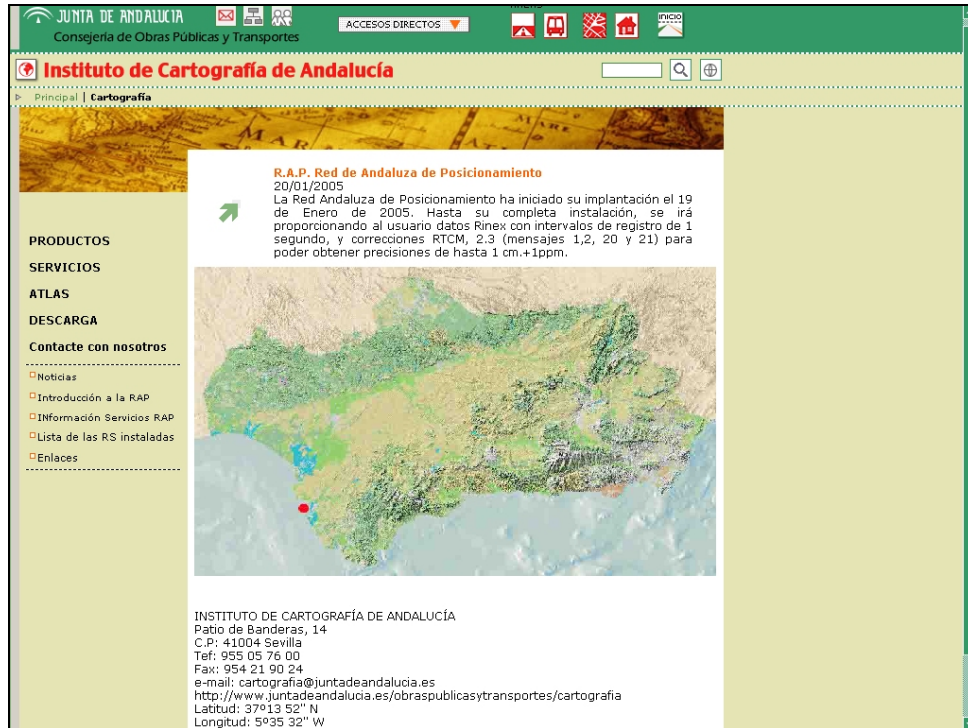 JUNTA DE ANDALUCIA
Consejería de Obras Públicas y Transportes
ACCESOS DIRECTOS
INICIO
Instituto de Cartografía de Andalucía
Principal | Cartografía
R.A.P. Red de Andaluza de Posicionamiento
20/01/2005
La Red Andaluza de Posicionamiento ha iniciado su implantación el 19
de Enero de 2005. Hasta su completa instalación, se irá
proporcionando al usuario datos Rinex con intervalos de registro de 1
segundo, y correcciones RTCM, 2.3 (mensajes 1,2, 20 y 21) para
poder obtener precisiones de hasta 1 cm.+1ppm.
PRODUCTOS
SERVICIOS
ATLAS
DESCARGA
Contacte con nosotros
Noticias
Introducción a la RAP
INformación Servicios RAP
Lista de las RS instaladas
Enlaces
INSTITUTO DE CARTOGRAFÍA DE ANDALUCÍA
Patio de Banderas, 14
C.P: 41004 Sevilla
Tef: 955 05 76 00
Fax: 954 21 90 24
e-mail: cartografia@juntadeandalucia.es
http://www.juntadeandalucia.es/obraspublicasytransportes/cartografia
Latitud: 37º13 52" N
Longitud: 5º35 32" W